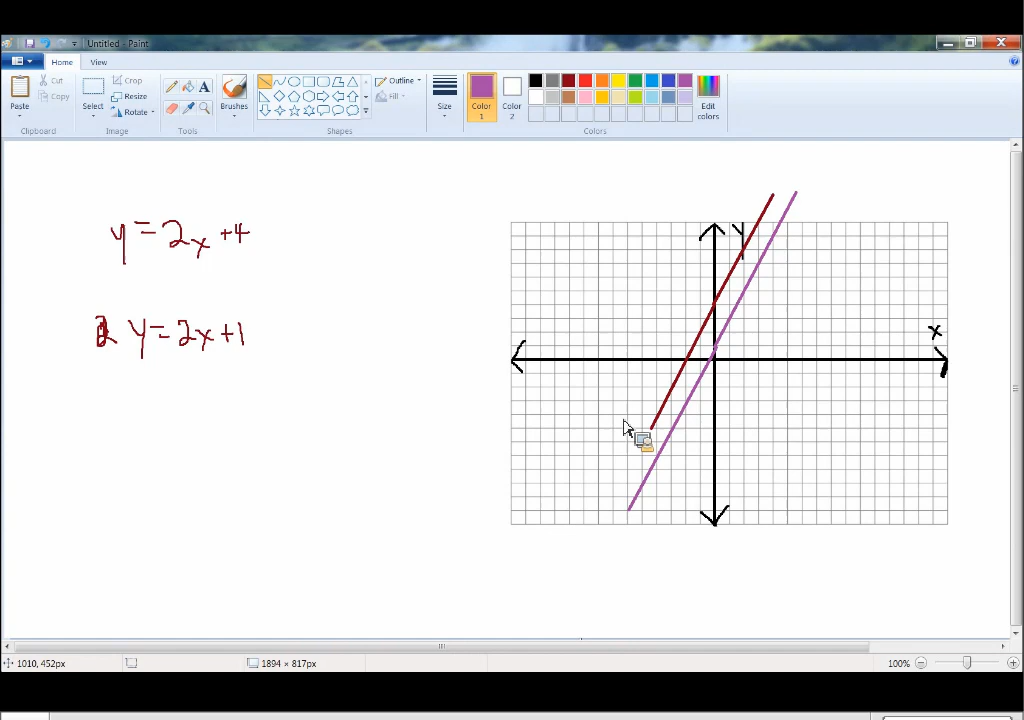 Untitled - Paint
Home View
Paste
Cut
Copy
Clipboard
Select
Crop
Resize
Rotate
Image
A
Tools
Brushes
Outline
Fill
Shapes
Size
Color 1
Color 2
Edit colors
Colors
y = 2x + 4
2 y = 2x + 1
y
x
1010, 452px
1894 × 817px
100%